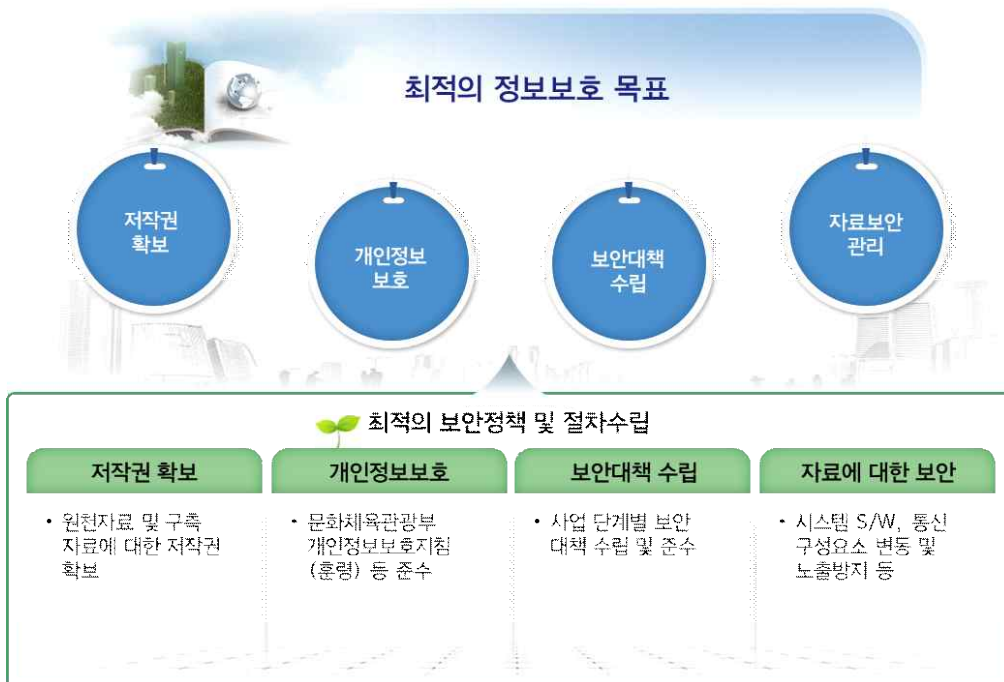 최적의 정보보호 목표
저작권
확보
개인정보
보호
보안대책
수립
자료보안
관리
최적의 보안정책 및 절차수립
저작권 확보
• 원천자료 및 구축
자료에 대한 저작권
확보
개인정보보호
• 문화체육관광부
개인정보보호지침
(훈령) 등 준수
보안대책 수립
• 사업 단계별 보안
대책 수립 및 준수
자료에 대한 보안
• 시스템 S/W, 통신
구성요소 변동 및
노출방지 등